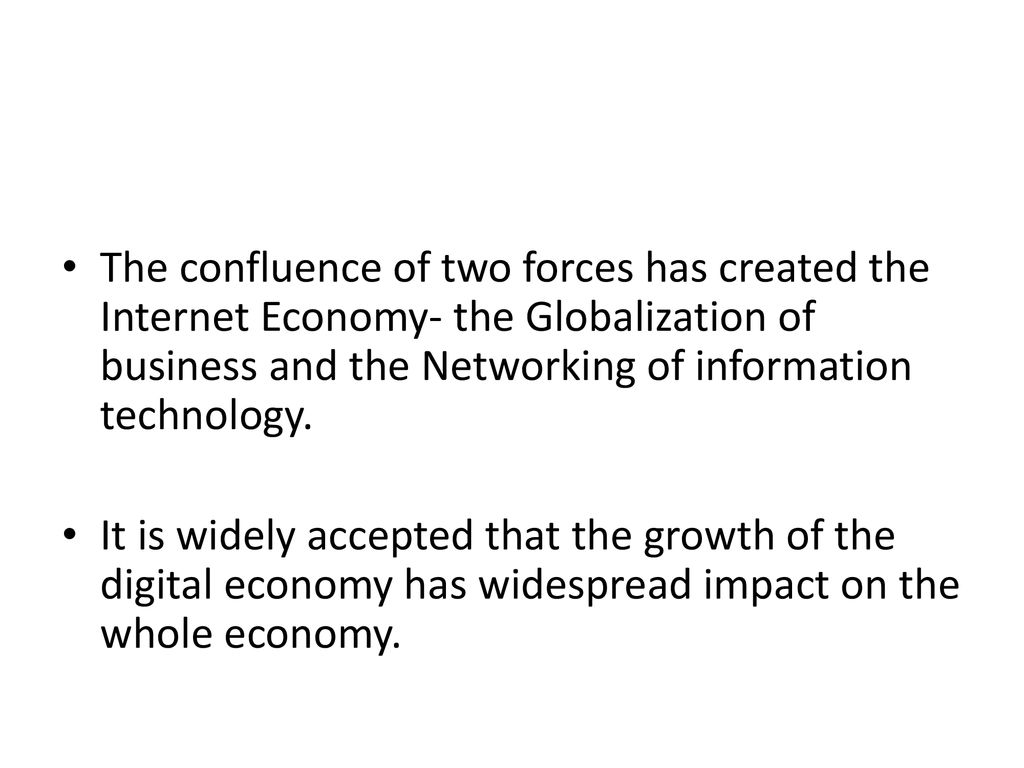 • The confluence of two forces has created the
Internet Economy- the Globalization of
business and the Networking of information
technology.
• It is widely accepted that the growth of the
digital economy has widespread impact on the
whole economy.